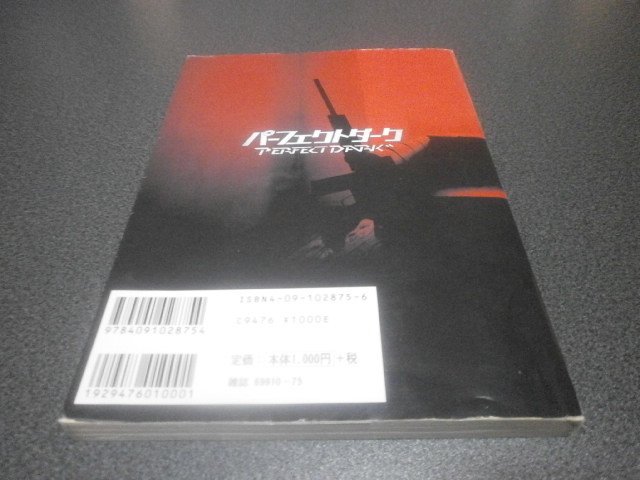 パーフェクトダーク
PERFECT DARK
ISBN4-09-102875-6
C9476 ¥1000E
9784091028754
定価：本体1,000円+税
雑誌 69910-75
1929476010001